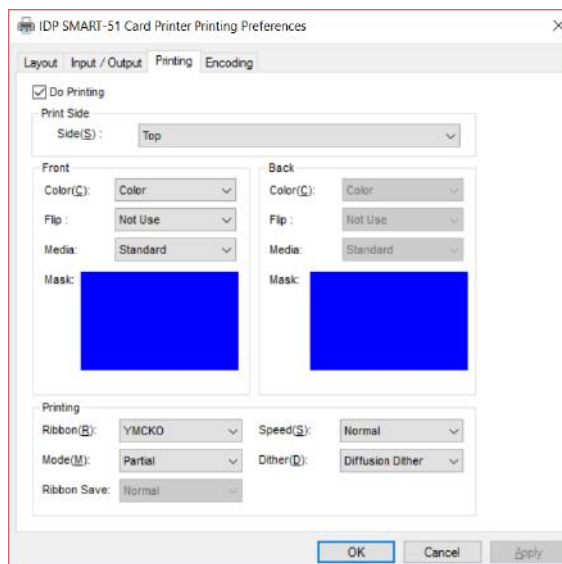 IDP SMART-51 Card Printer Printing Preferences
Layout Input / Output Printing Encoding
Do Printing
Print Side
Side(S) : Top
Front Back
Color(C): Color Color(C): Color
Flip : Not Use Flip : Not Use
Media: Standard Media: Standard
Mask: Mask:
Printing
Ribbon(R): YMCKO Speed(S): Normal
Mode(M): Partial Dither(D): Diffusion Dither
Ribbon Save: Normal
OK Cancel Apply